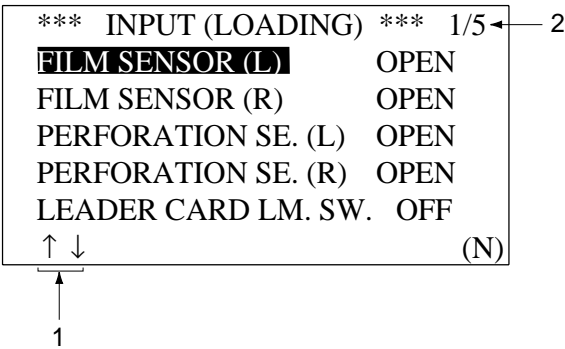 *** INPUT (LOADING) *** 1/5 2
FILM SENSOR (L) OPEN
FILM SENSOR (R) OPEN
PERFORATION SE. (L) OPEN
PERFORATION SE. (R) OPEN
LEADER CARD LM. SW. OFF
↑ ↓ (N)
1